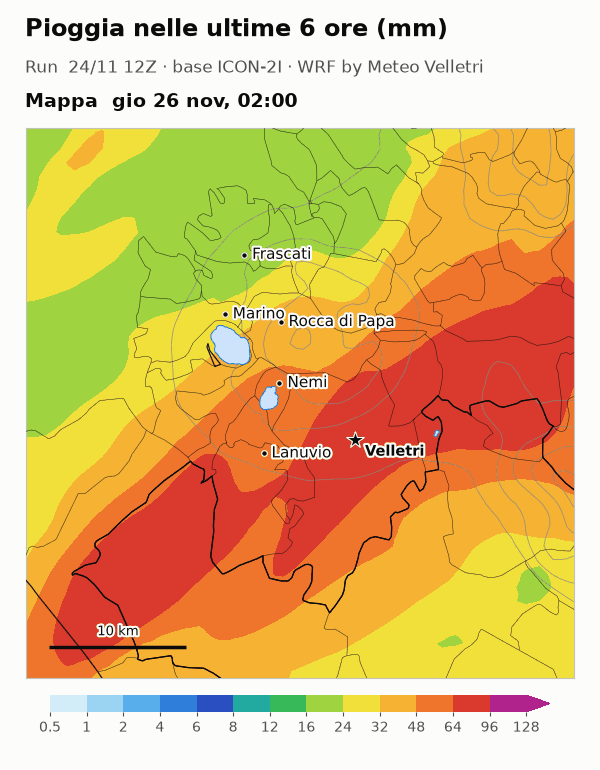 Pioggia nelle ultime 6 ore (mm)
Run 24/11 12Z · base ICON-2I · WRF by Meteo Velletri
Mappa gio 26 nov, 02:00
Frascati
Marino
Rocca di Papa
Nemi
Velletri
Lanuvio
10 km
0.5 1 2 4 6 8 12 16 24 32 48 64 96 128